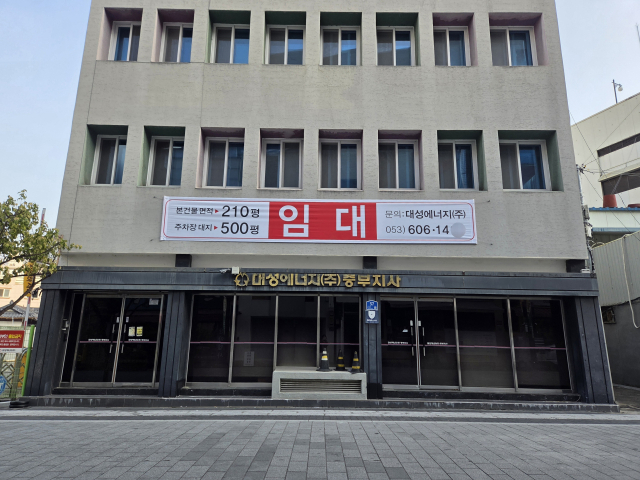 본건물 면적▶ 210평
주차장 대지▶ 500평
임 대
문의: 대성에너지(주)
053) 606·14
대성에너지(주)중부지사